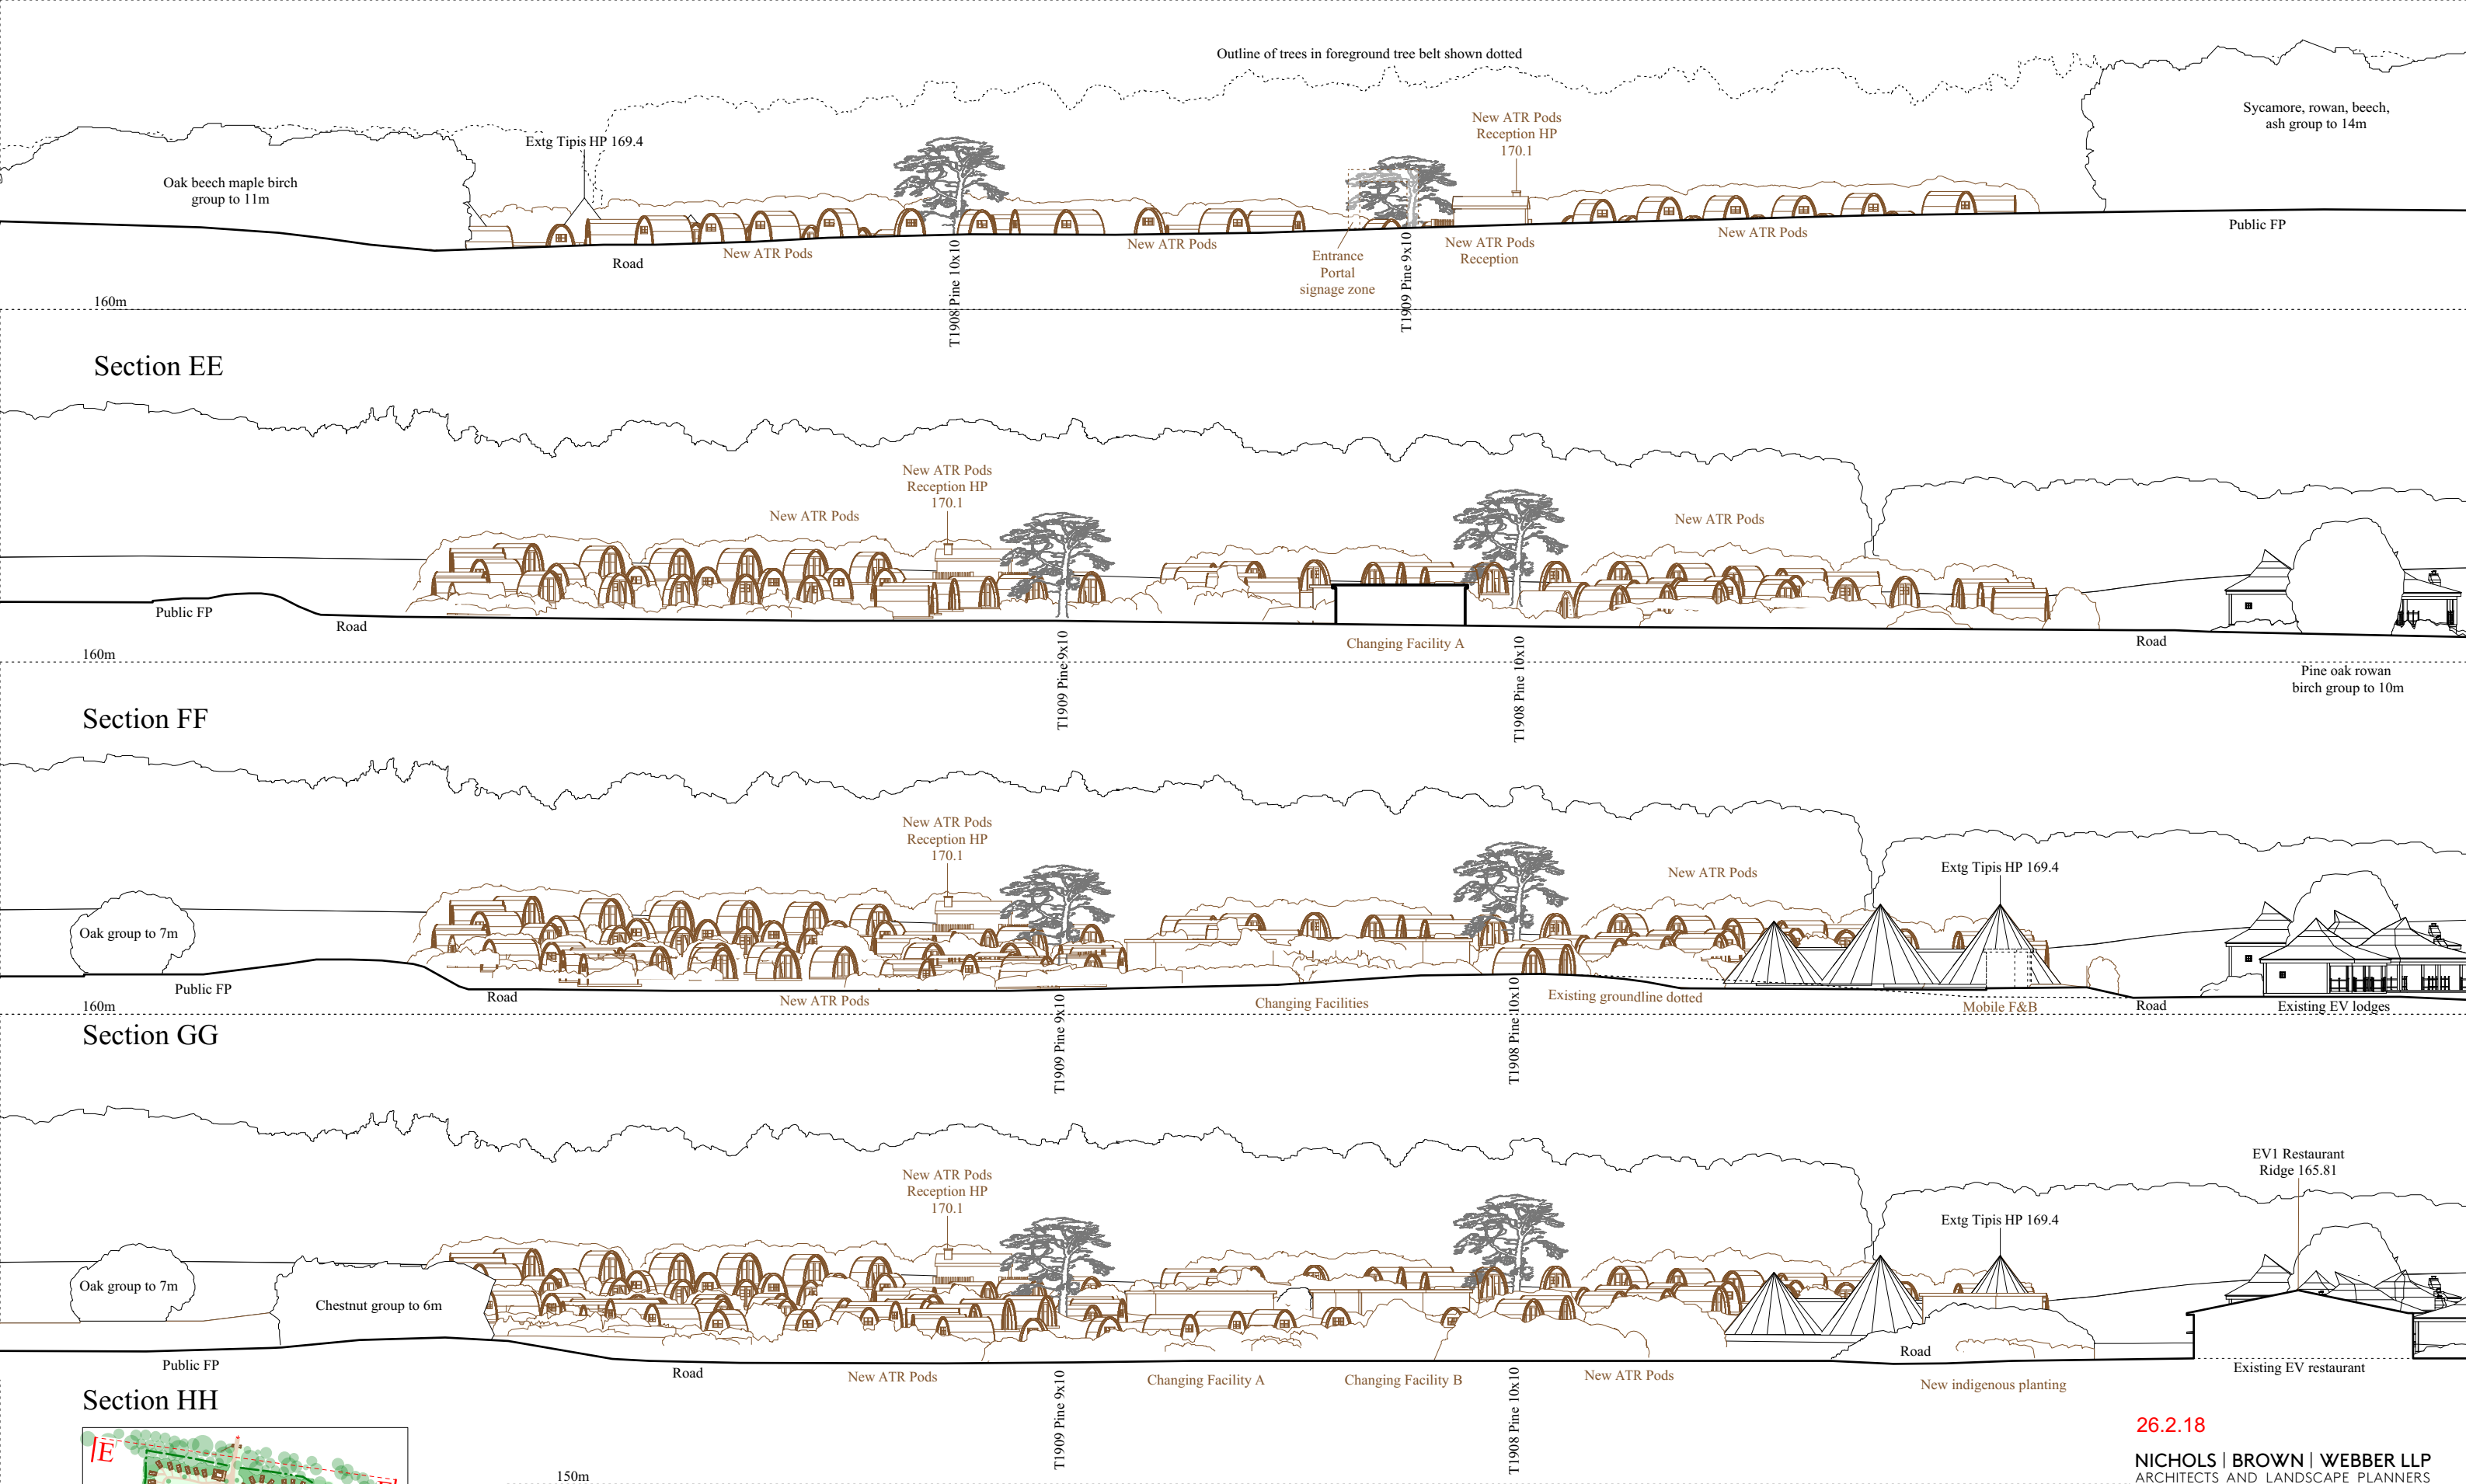 Outline of trees in foreground tree belt shown dotted
Sycamore, rowan, beech,
ash group to 14m
New ATR Pods
Reception HP
170.1
Extg Tipis HP 169.4
Oak beech maple birch
group to 11m
Public FP
New ATR Pods
New ATR Pods
New ATR Pods
New ATR Pods
Reception
Road
Entrance
Portal
signage zone
T1908 Pine 10x10
T1909 Pine 9x10
160m
Section EE
New ATR Pods
Reception HP
170.1
New ATR Pods
New ATR Pods
Public FP
Road
Changing Facility A
Road
160m
T1909 Pine 9x10
T1908 Pine 10x10
Pine oak rowan
birch group to 10m
Section FF
New ATR Pods
Reception HP
170.1
New ATR Pods
Extg Tipis HP 169.4
Oak group to 7m
Public FP
Road
New ATR Pods
Changing Facilities
Existing groundline dotted
Mobile F&B
Road
Existing EV lodges
160m
T1909 Pine 9x10
T1908 Pine 10x10
Section GG
EV1 Restaurant
Ridge 165.81
New ATR Pods
Reception HP
170.1
Extg Tipis HP 169.4
Oak group to 7m
Chestnut group to 6m
Road
Public FP
Road
New ATR Pods
Changing Facility A
Changing Facility B
New ATR Pods
New indigenous planting
Existing EV restaurant
T1909 Pine 9x10
T1908 Pine 10x10
Section HH
E
150m
26.2.18
NICHOLS | BROWN | WEBBER LLP
ARCHITECTS AND LANDSCAPE PLANNERS